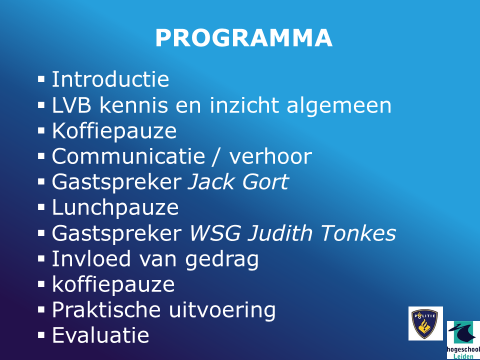 PROGRAMMA
▪ Introductie
▪ LVB kennis en inzicht algemeen
▪ Koffiepauze
▪ Communicatie / verhoor
▪ Gastspreker Jack Gort
▪ Lunchpauze
▪ Gastspreker WSG Judith Tonkes
▪ Invloed van gedrag
▪ koffiepauze
▪ Praktische uitvoering
▪ Evaluatie
POLITIE
hogeschool
Leiden